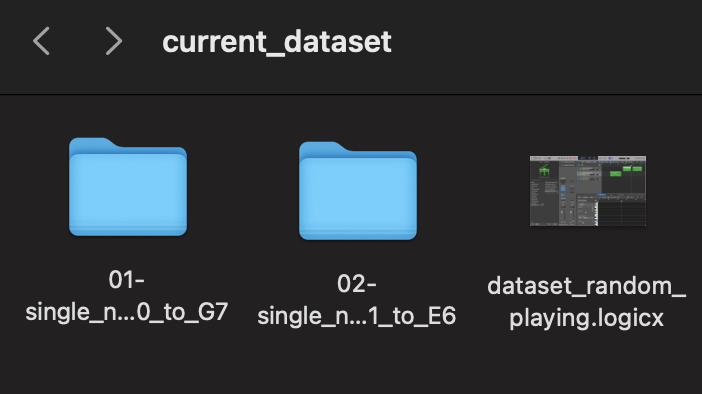 current_dataset
01-
single_n...0_to_G7
02-
single_n...1_to_E6
dataset_random_
playing.logicx